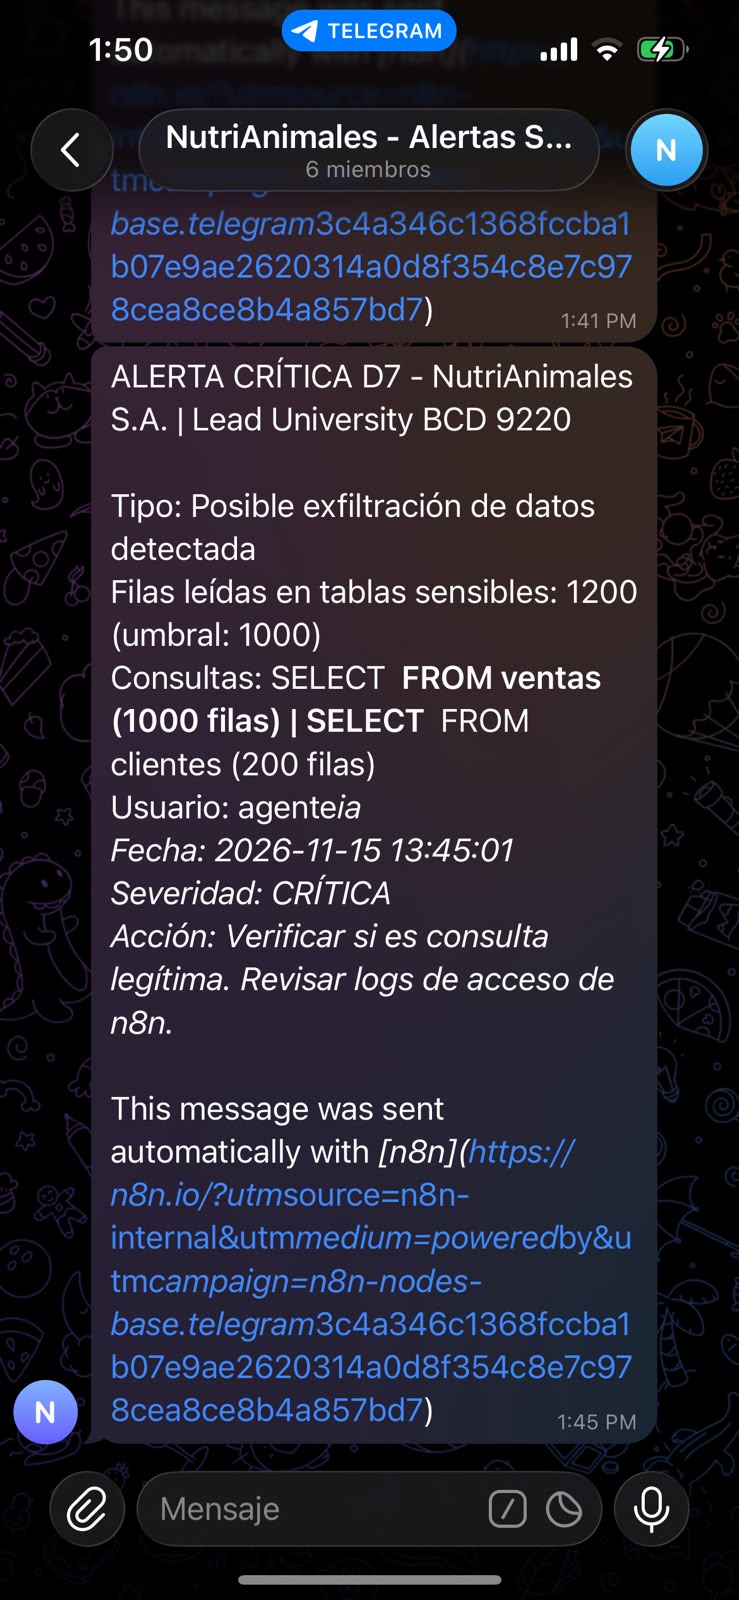 TELEGRAM
1:50
NutriAnimales - Alertas S...
6 miembros
N
base.telegram3c4a346c1368fccba1
b07e9ae2620314a0d8f354c8e7c97
8cea8ce8b4a857bd7)
1:41 PM
ALERTA CRÍTICA D7 - NutriAnimales
S.A. | Lead University BCD 9220
Tipo: Posible exfiltración de datos
detectada
Filas leídas en tablas sensibles: 1200
(umbral: 1000)
Consultas: SELECT  FROM ventas
(1000 filas) | SELECT  FROM
clientes (200 filas)
Usuario: agenteia
Fecha: 2026-11-15 13:45:01
Severidad: CRÍTICA
Acción: Verificar si es consulta
legítima. Revisar logs de acceso de
n8n.
This message was sent
automatically with [n8n](https://
n8n.io/?utmsource=n8n-
internal&utmmedium=poweredby&u
tmcampaign=n8n-nodes-
base.telegram3c4a346c1368fccba1
b07e9ae2620314a0d8f354c8e7c97
8cea8ce8b4a857bd7)
1:45 PM
N
Mensaje